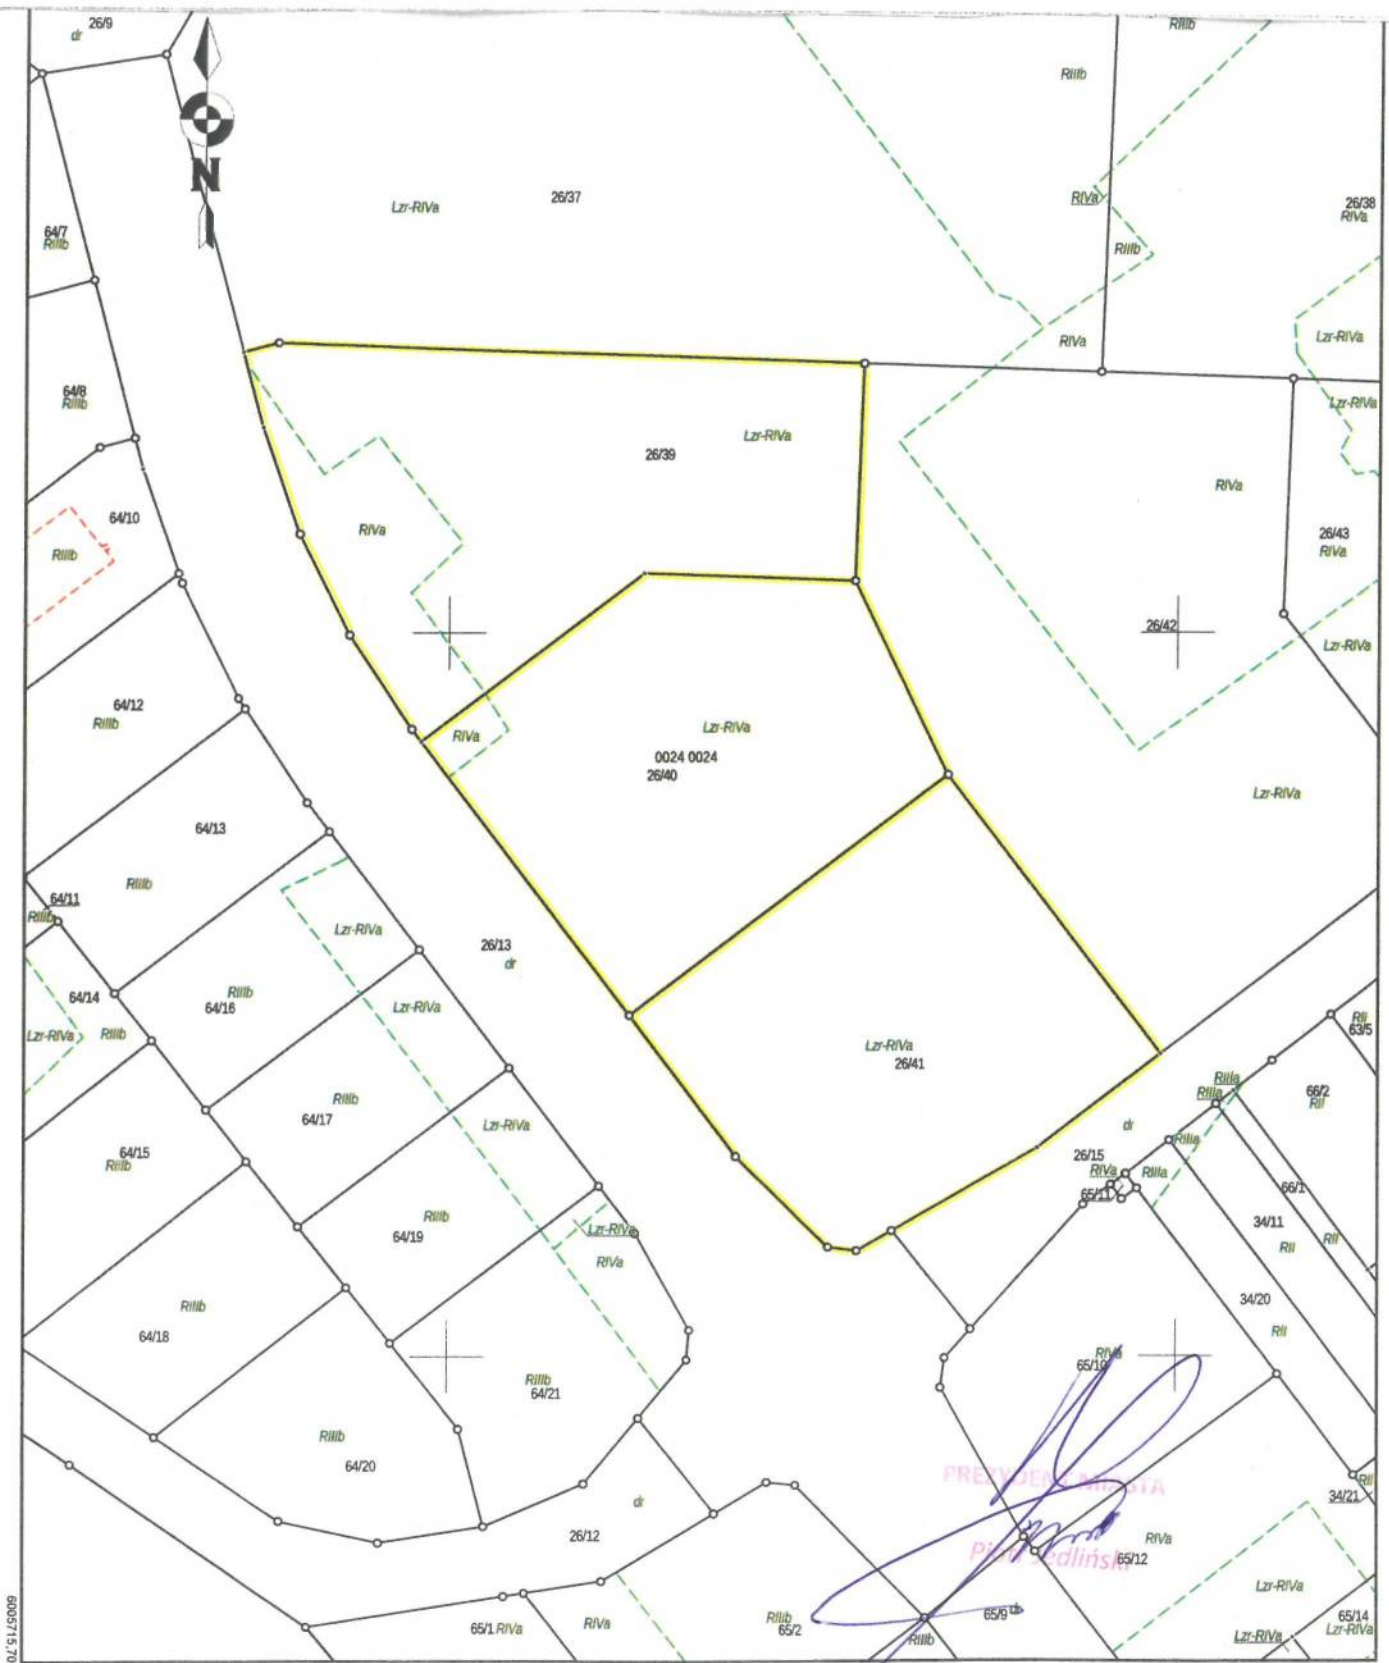 26/9
dr
RIIIb
RIIIb
N
26/37
Lzr-RIVa
RIVa
26/38
RIVa
64/7
RIIIb
RIIIb
RIVa
Lzr-RIVa
64/8
RIIIb
Lzr-RIVa
Lzr-RIVa
26/39
RIVa
64/10
RIVa
26/43
RIVa
RIIIb
26/42
Lzr-RIVa
64/12
RIIIb
RIVa
Lzr-RIVa
0024 0024
26/40
Lzr-RIVa
64/13
RIIIb
64/11
RIIIb
Lzr-RIVa
26/13
dr
64/14
RIIIb
64/16
Lzr-RIVa
Lzr-RIVa
RIIIb
Lzr-RIVa
26/41
RII
63/5
RIIIa
RIIIa
66/2
RII
RIIIb
64/17
Lzr-RIVa
dr
64/15
RIIIb
26/15
RIIIa
RIVa
RIIIa
65/11
66/1
RIIIb
64/19
Lzr-RIVa
34/11
RII
RII
RIVa
RIIIb
64/18
34/20
RII
RIVa
65/10
RIIIb
64/21
RIIIb
64/20
PREZYDENT MIASTA
RII
34/21
dr
26/12
RIVa
65/12
Piotr Jedliński
Lzr-RIVa
65/1 RIVa
RIVa
RIIIb
65/2
65/9 dr
65/14
Lzr-RIVa
Lzr-RIVa
RIIIb
6005715.70